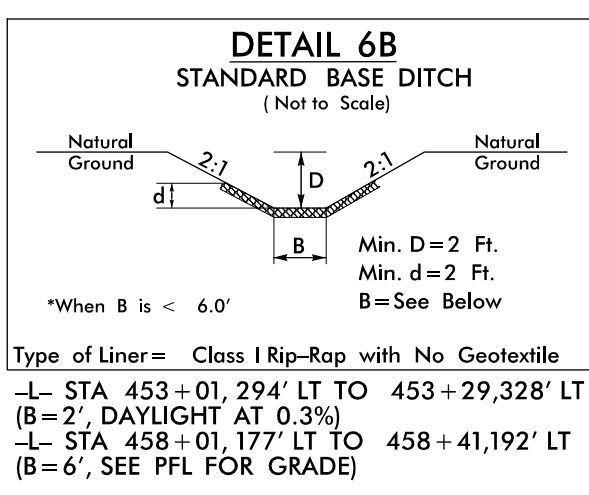 DETAIL 6B
STANDARD BASE DITCH
( Not to Scale)
Natural
Ground
2:1
D
2:1
Natural
Ground
d
B
Min. D=2 Ft.
Min. d=2 Ft.
*When B is < 6.0'
B=See Below
Type of Liner= Class I Rip-Rap with No Geotextile
-L- STA 453+01, 294' LT TO 453+29,328' LT
(B=2', DAYLIGHT AT 0.3%)
-L- STA 458+01, 177' LT TO 458+41,192' LT
(B=6', SEE PFL FOR GRADE)